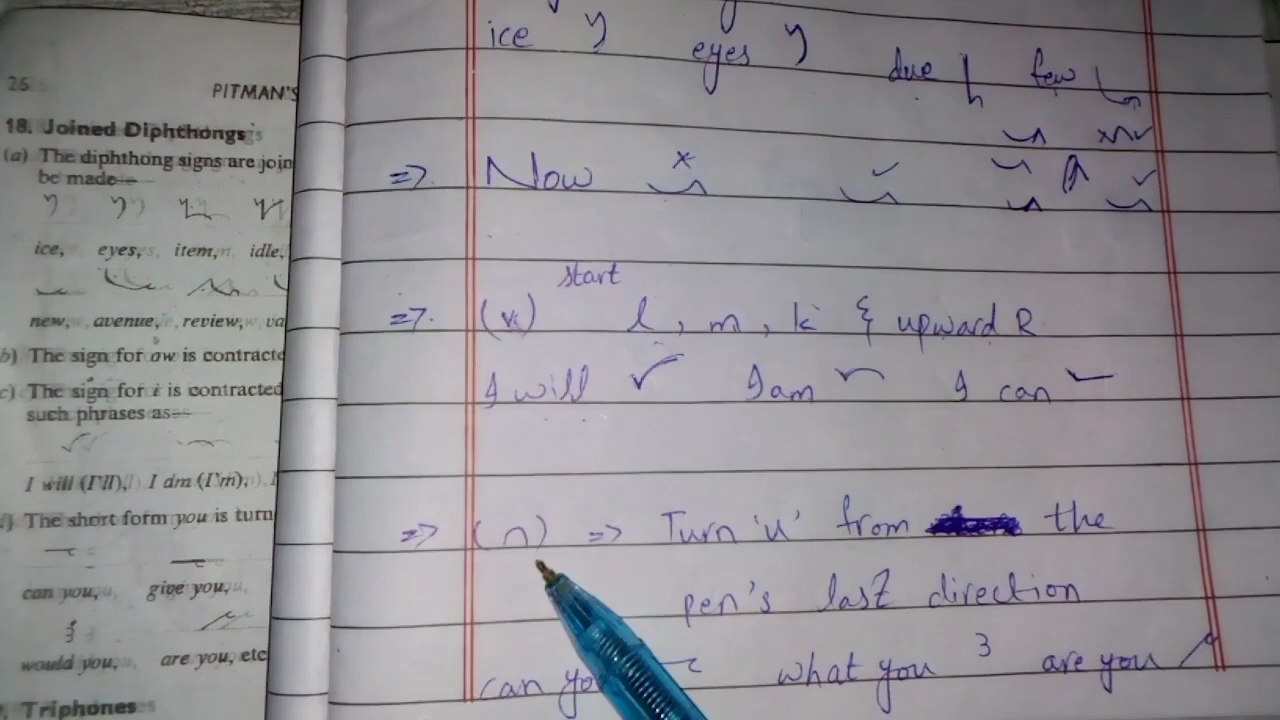 26
PITMAN'S
18. Joined Diphthongs
(a) The diphthong signs are join
be made
ice, eyes, item, idle,
new, avenue, review, va
b) The sign for aw is contracte
c) The sign for i is contracted
such phrases as
I will (I'll), I am (I'm),
The short form you is turn
can you, give you,
would you, are you, etc
Triphones
ice eyes due few
=> Now
start
=> l, m, k & upward R
I will I am I can
=> (n) => Turn 'u' from the
pen's last direction
can yo what you are you